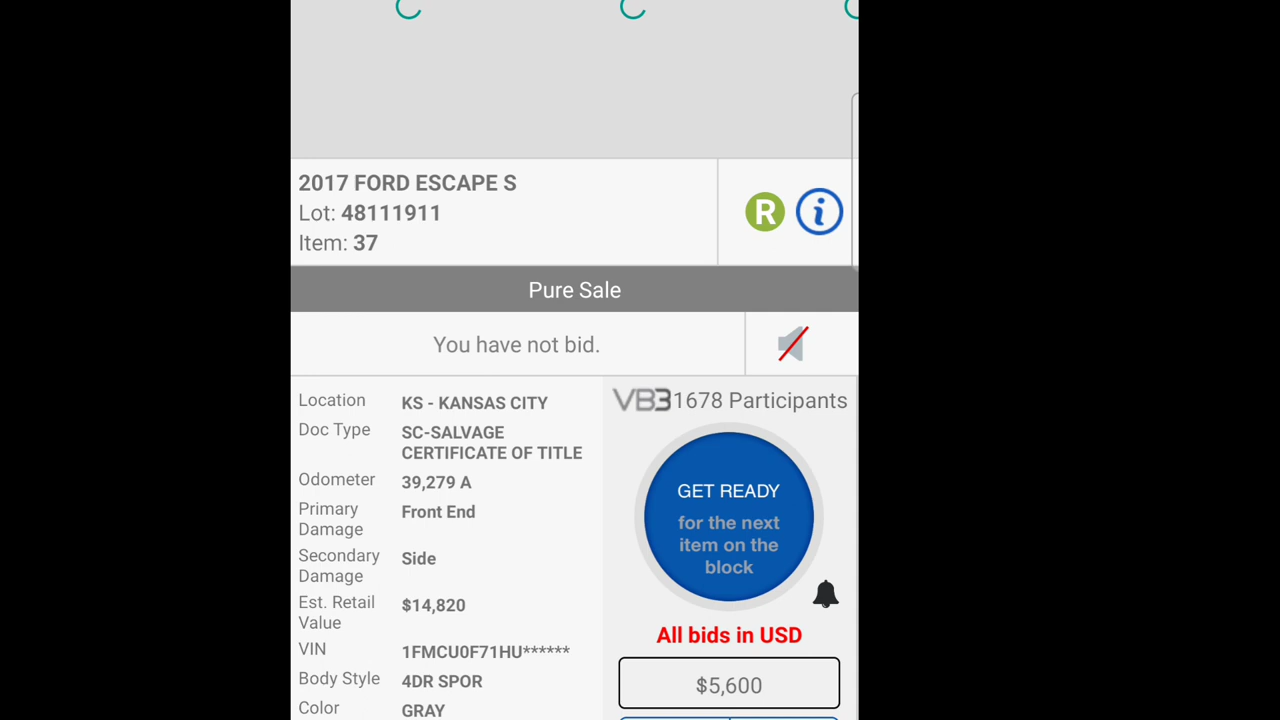 2017 FORD ESCAPE S
Lot: 48111911
Item: 37
R
i
Pure Sale
You have not bid.
Location KS - KANSAS CITY
Doc Type SC-SALVAGE
CERTIFICATE OF TITLE
Odometer 39,279 A
Primary
Damage Front End
Secondary
Damage Side
Est. Retail
Value $14,820
VIN 1FMCU0F71HU******
Body Style 4DR SPOR
Color GRAY
VB3 1678 Participants
GET READY
for the next
item on the
block
All bids in USD
$5,600